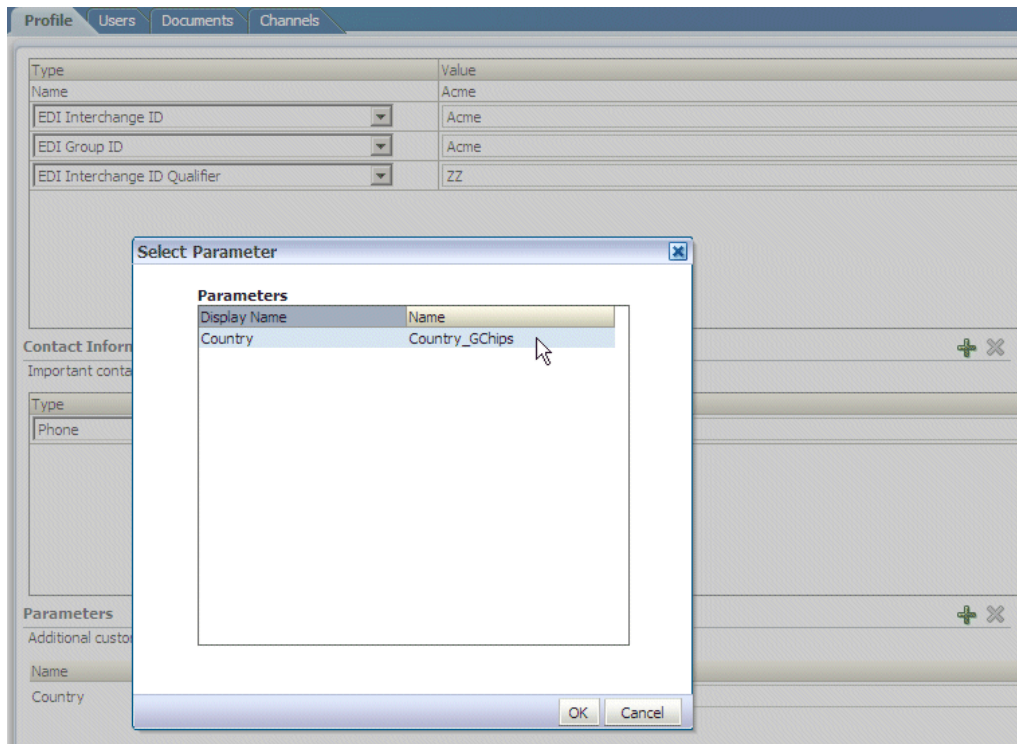 Profile Users Documents Channels
Type Value
Name Acme
EDI Interchange ID Acme
EDI Group ID Acme
EDI Interchange ID Qualifier ZZ
Select Parameter
Parameters
Display Name Name
Country Country_GChips
Contact Inforn
Important conta
Type
Phone
Parameters
Additional custo
Name
Country
OK Cancel